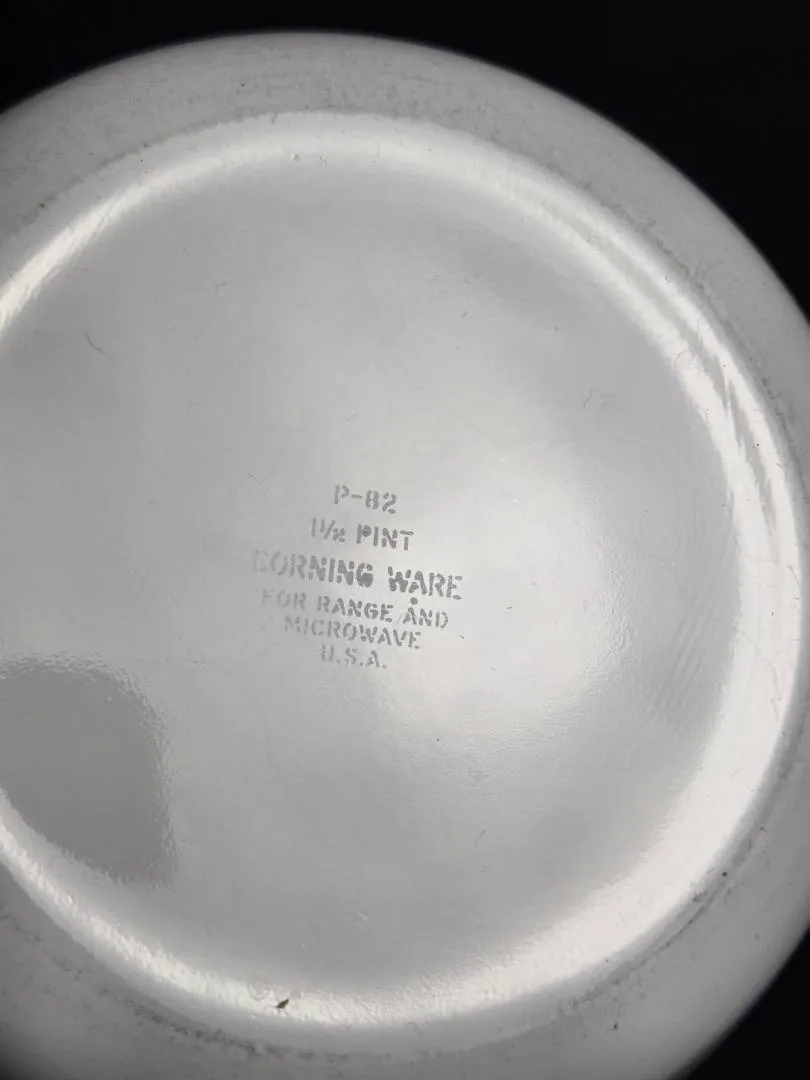 P-82
1½ PINT
CORNING WARE
FOR RANGE AND
MICROWAVE
U.S.A.